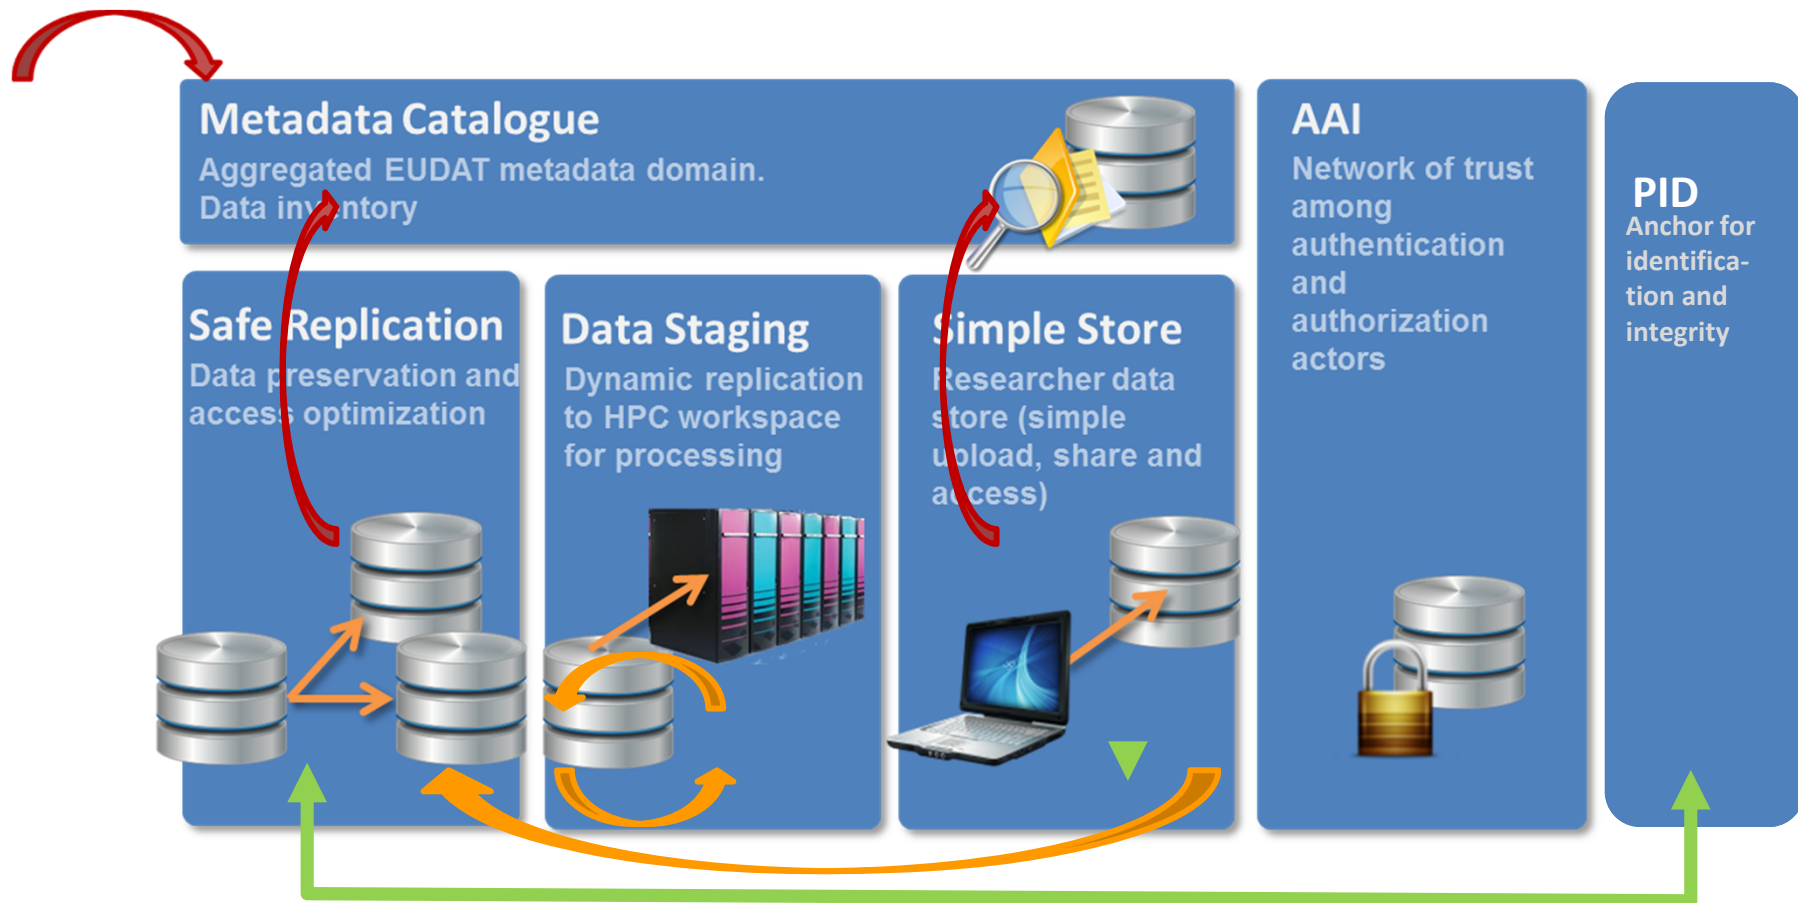 Metadata Catalogue
Aggregated EUDAT metadata domain.
Data inventory
Safe Replication
Data preservation and
access optimization
Data Staging
Dynamic replication
to HPC workspace
for processing
Simple Store
Researcher data
store (simple
upload, share and
access)
AAI
Network of trust
among
authentication
and
authorization
actors
PID
Anchor for
identifica-
tion and
integrity